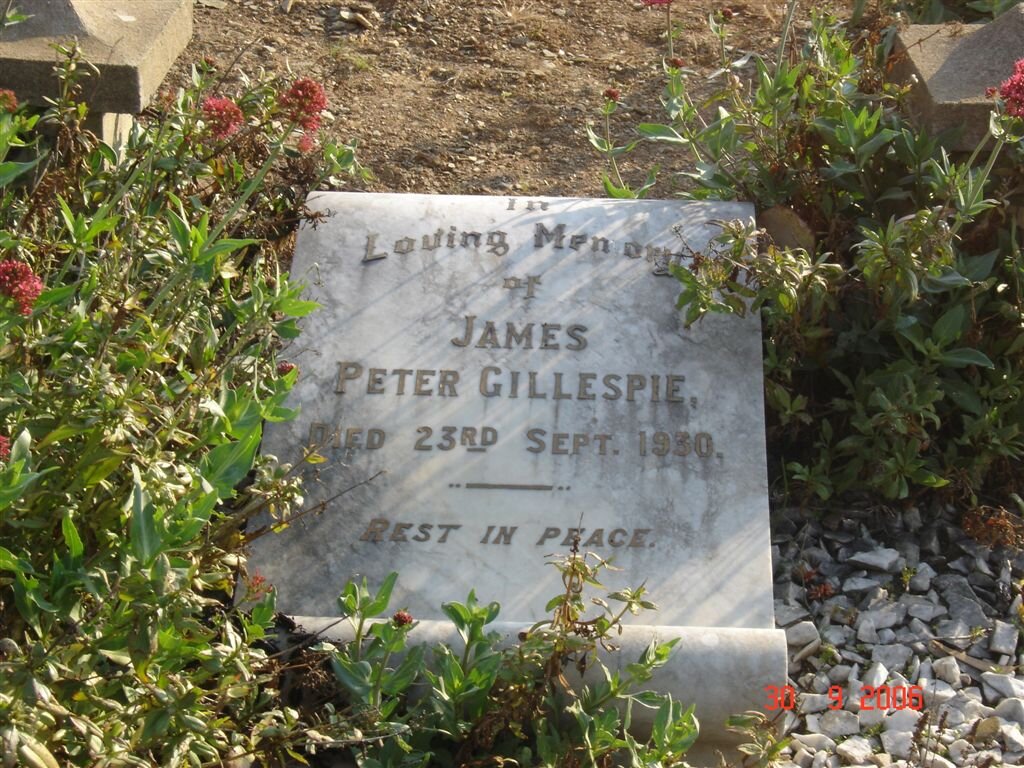 In
Loving Memory
of
JAMES
PETER GILLESPIE,
DIED 23RD SEPT. 1930.
REST IN PEACE.
30 9 2006